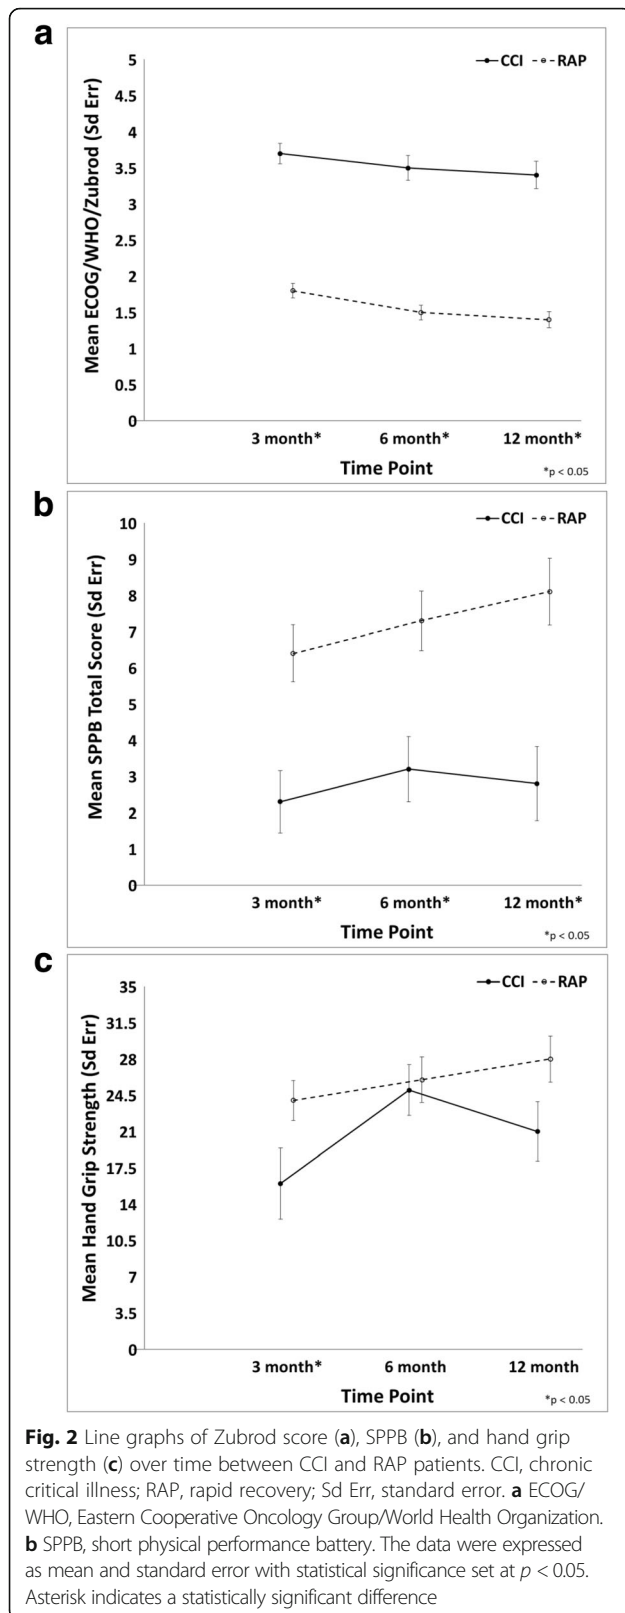 a
CCI RAP
Mean ECOG/WHO/Zubrod (Sd Err)
5
4.5
4
3.5
3
2.5
2
1.5
1
0.5
0
3 month* 6 month* 12 month*
Time Point
*p < 0.05
b
CCI RAP
Mean SPPB Total Score (Sd Err)
10
9
8
7
6
5
4
3
2
1
0
3 month* 6 month* 12 month*
Time Point
*p < 0.05
c
CCI RAP
Mean Hand Grip Strength (Sd Err)
35
31.5
28
24.5
21
17.5
14
10.5
7
3.5
0
3 month* 6 month 12 month
Time Point
*p < 0.05
Fig. 2 Line graphs of Zubrod score (a), SPPB (b), and hand grip
strength (c) over time between CCI and RAP patients. CCI, chronic
critical illness; RAP, rapid recovery; Sd Err, standard error. a ECOG/
WHO, Eastern Cooperative Oncology Group/World Health Organization.
b SPPB, short physical performance battery. The data were expressed
as mean and standard error with statistical significance set at p < 0.05.
Asterisk indicates a statistically significant difference